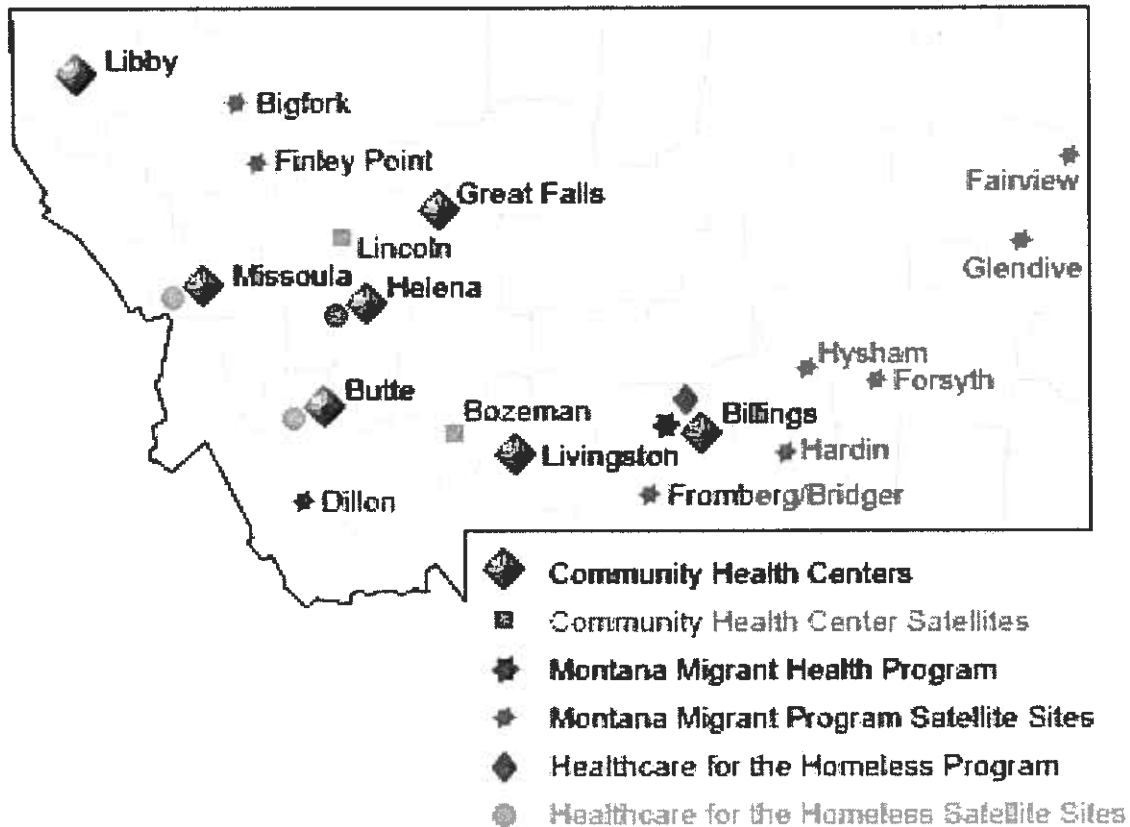 Libby
Bigfork
Finley Point
Great Falls
Fairview
Lincoln
Glendive
Missoula
Helena
Hysham
Forsyth
Butte
Bozeman
Billings
Livingston
Hardin
Dillon
Fromberg/Bridger
Community Health Centers
Community Health Center Satellites
Montana Migrant Health Program
Montana Migrant Program Satellite Sites
Healthcare for the Homeless Program
Healthcare for the Homeless Satellite Sites